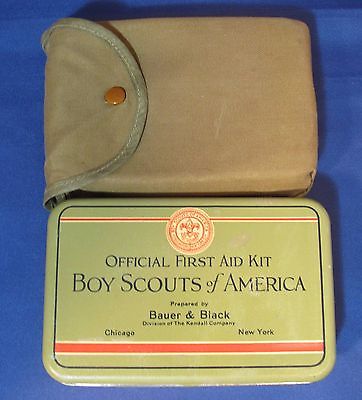 OFFICIAL FIRST AID KIT
BOY SCOUTS of AMERICA
Prepared by
Bauer & Black
Division of The Kendall Company
Chicago New York